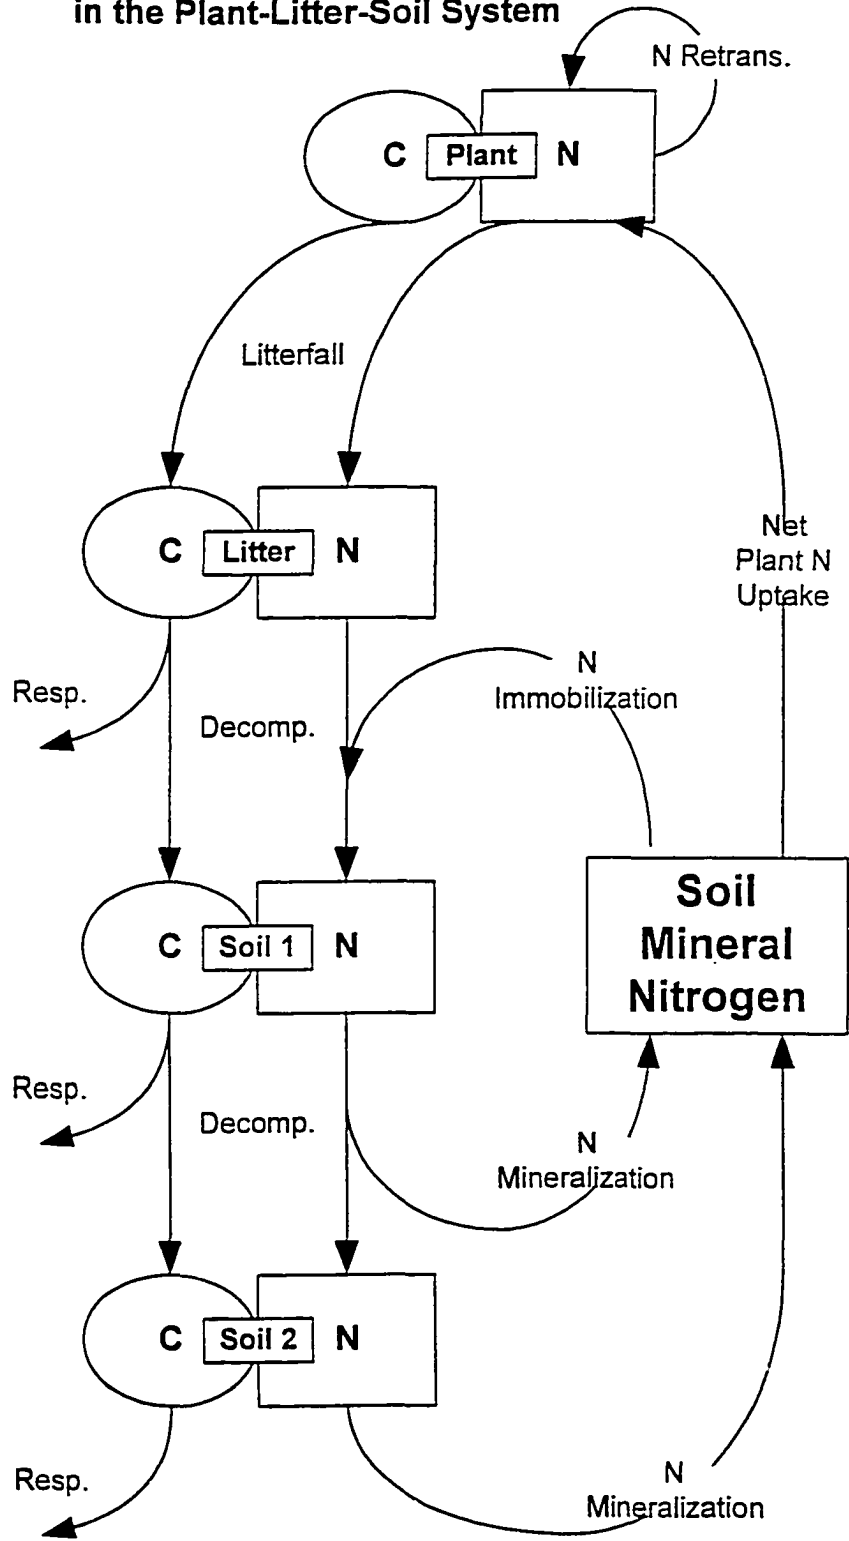 in the Plant-Litter-Soil System
N Retrans.
C
Plant
N
Litterfall
C
Litter
N
Net
Plant N
Uptake
N
Immobilization
Resp.
Decomp.
Soil
Mineral
Nitrogen
C
Soil 1
N
Resp.
Decomp.
N
Mineralization
C
Soil 2
N
Resp.
N
Mineralization